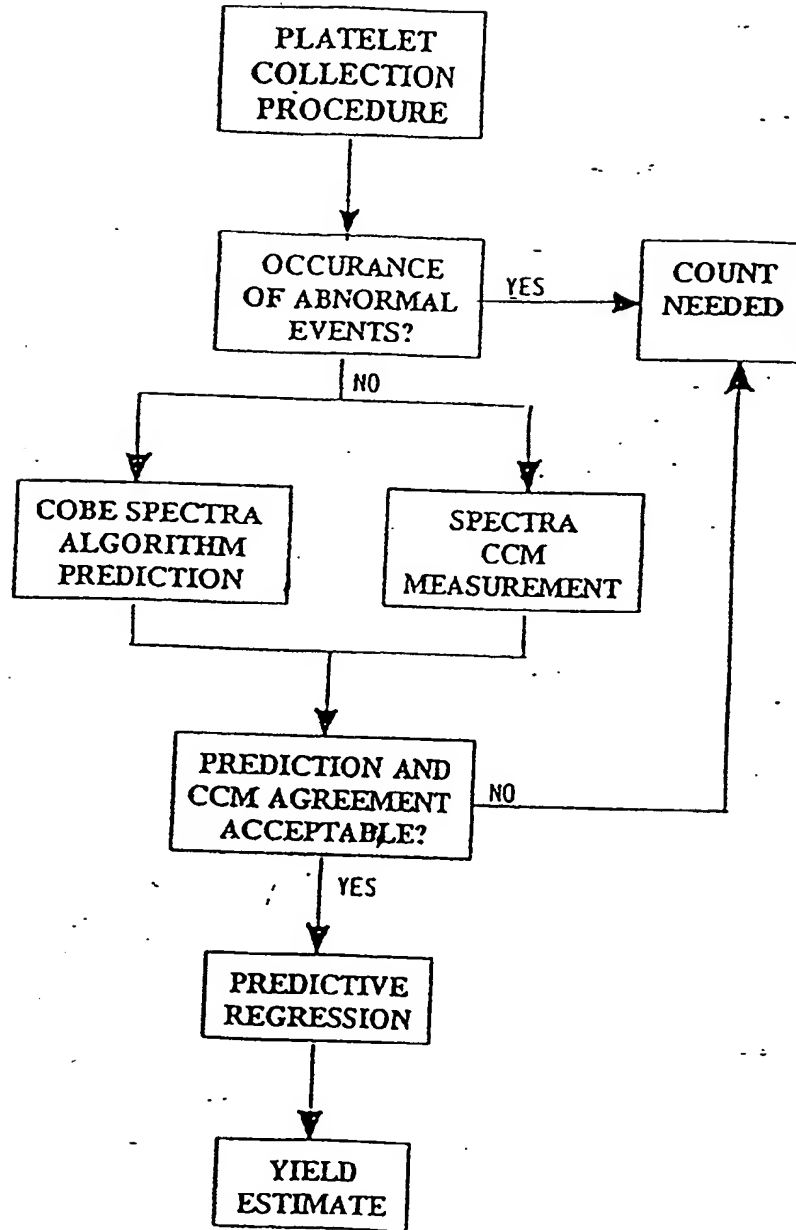 PLATELET
COLLECTION
PROCEDURE
OCCURANCE
OF ABNORMAL
EVENTS?
YES
COUNT
NEEDED
NO
COBE SPECTRA
ALGORITHM
PREDICTION
SPECTRA
CCM
MEASUREMENT
PREDICTION AND
CCM AGREEMENT
ACCEPTABLE?
NO
YES
PREDICTIVE
REGRESSION
YIELD
ESTIMATE